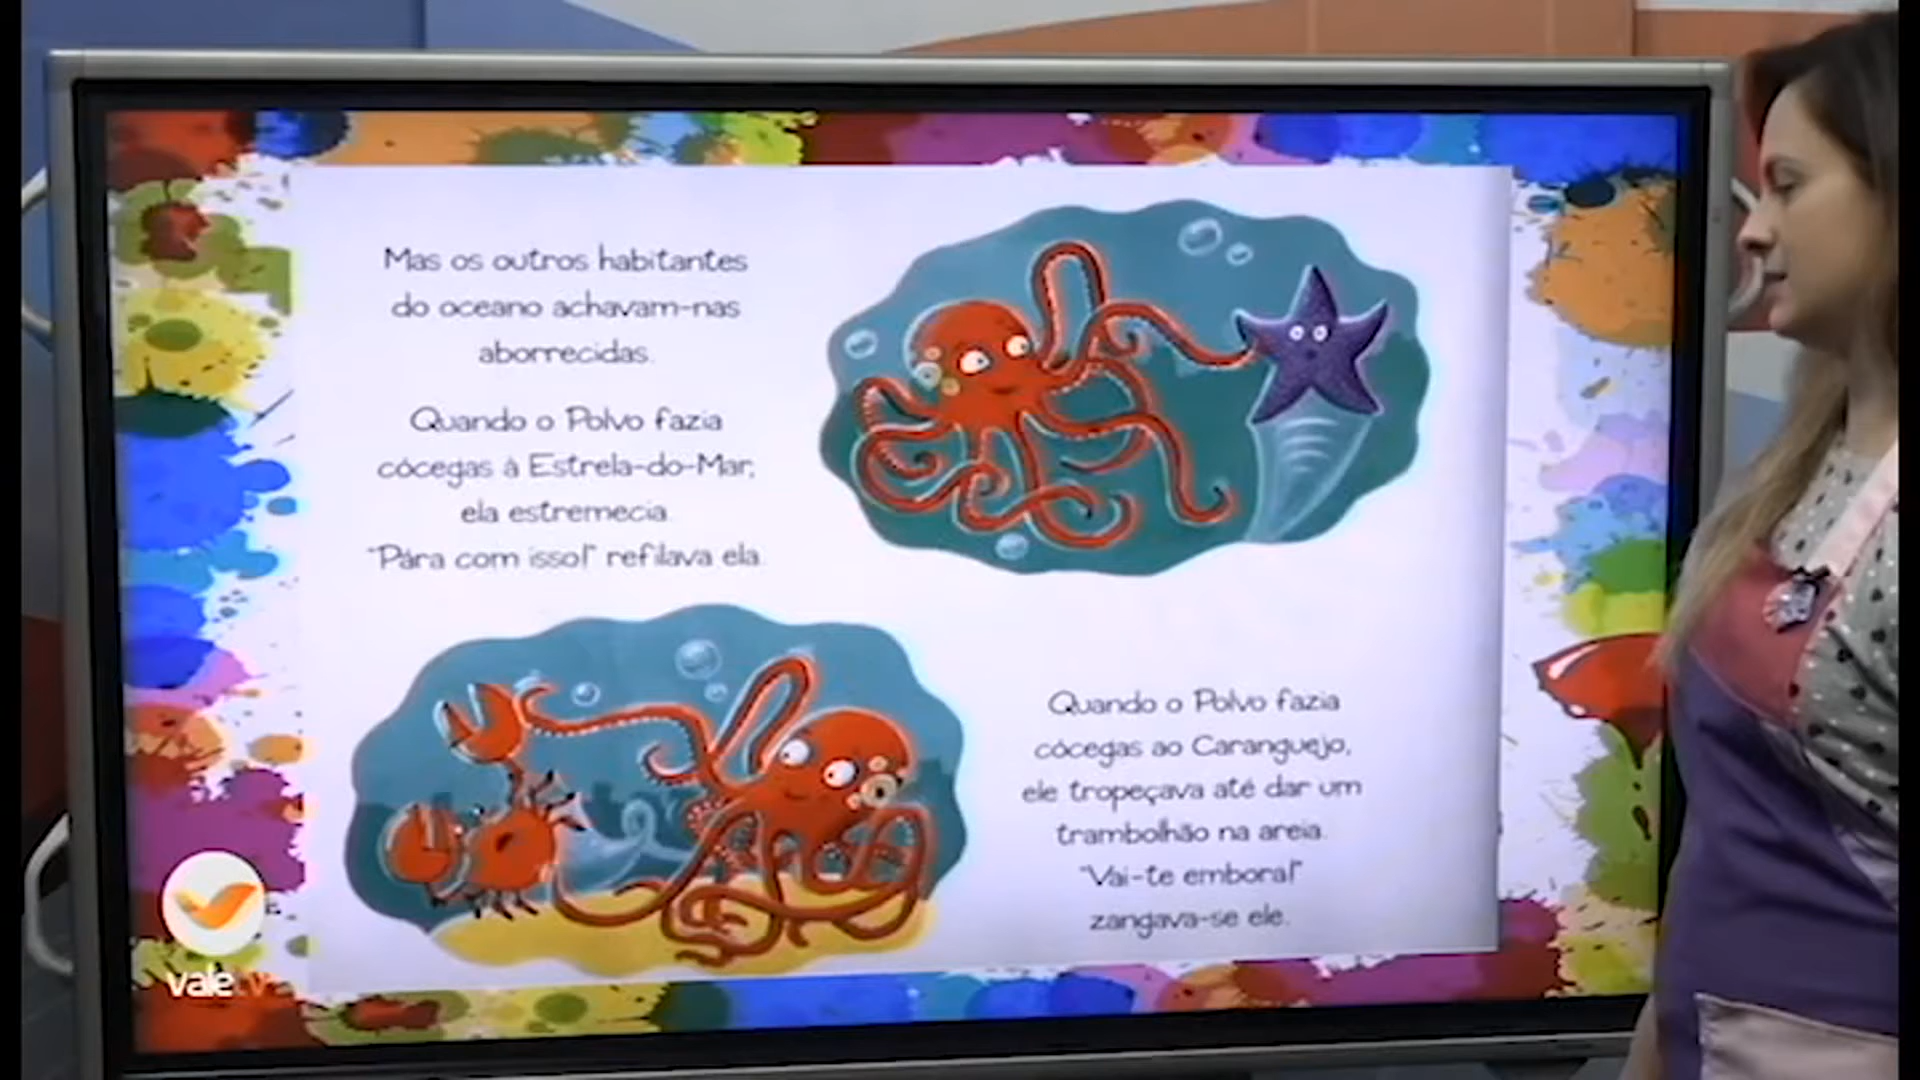 Mas os outros habitantes
do oceano achavam-nas
aborrecidas.
Quando o Polvo fazia
cócegas à Estrela-do-Mar,
ela estremecia.
"Pára com isso!" refilava ela.
Quando o Polvo fazia
cócegas ao Caranguejo,
ele tropeçava até dar um
trambolhão na areia.
"Vai-te embora!"
zangava-se ele.
vale tv